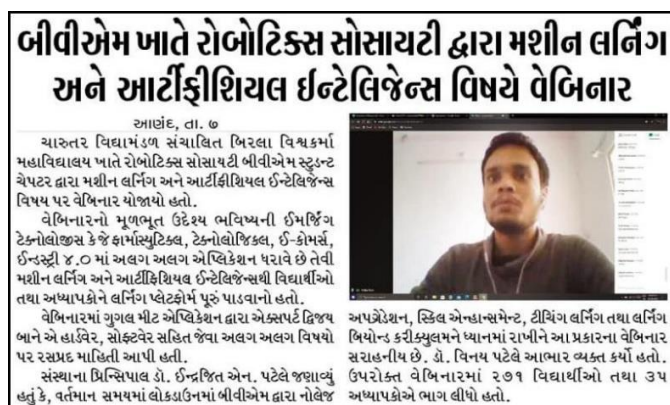 બીવીએમ ખાતે રોબોટિક્સ સોસાયટી દ્વારા મશીન લર્નિંગ
અને આર્ટીફીશિયલ ઈન્ટેલિજેન્સ વિષયે વેબિનાર
આણંદ, તા. ૭
ચારુતર વિદ્યામંડળ સંચાલિત બિરલા વિશ્વકર્મા
મહાવિદ્યાલય ખાતે રોબોટિક્સ સોસાયટી બીવીએમ સ્ટુડન્ટ
ચેપ્ટર દ્વારા મશીન લર્નિંગ અને આર્ટીફીશિયલ ઈન્ટેલિજેન્સ
વિષય પર વેબિનાર યોજાયો હતો.
વેબિનારનો મૂળભૂત ઉદેશ્ય ભવિષ્યની ઈમર્જિંગ
ટેક્નોલોજીસ કે જે ફાર્માસ્યુટિક્લ, ટેક્નોલોજિક્લ, ઈ-કોમર્સ,
ઈન્ડસ્ટ્રી ૪.૦ માં અલગ અલગ એપ્લિકેશન ધરાવે છે તેવી
મશીન લર્નિંગ અને આર્ટીફીશિયલ ઈન્ટેલિજેન્સથી વિદ્યાર્થીઓ
તથા અધ્યાપકોને લર્નિંગ પ્લેટફોર્મ પૂરું પાડવાનો હતો.
વેબિનારમાં ગુગલ મીટ એપ્લિકેશન દ્વારા એક્સપર્ટ દ્વિજય
બાને એ હાર્ડવેર, સોફ્ટવેર સહિત જેવા અલગ અલગ વિષયો
પર રસપ્રદ માહિતી આપી હતી.
સંસ્થાના પ્રિન્સિપાલ ડૉ. ઈન્દ્રજિત એન. પટેલે જણાવ્યું
હતું કે, વર્તમાન સમયમાં લોકડાઉનમાં બીવીએમ દ્વારા નોલેજ
અપગ્રેડેશન, સ્કિલ એન્હાન્સમેન્ટ, ટીચિંગ લર્નિંગ તથા લર્નિંગ
બિયોન્ડ કરીક્યુલમને ધ્યાનમાં રાખીને આ પ્રકારના વેબિનાર
સરાહનીય છે. ડૉ. વિનય પટેલે આભાર વ્યક્ત કર્યો હતો.
ઉપરોક્ત વેબિનારમાં ૨૭૧ વિદ્યાર્થીઓ તથા ૩૫
અધ્યાપકોએ ભાગ લીધો હતો.